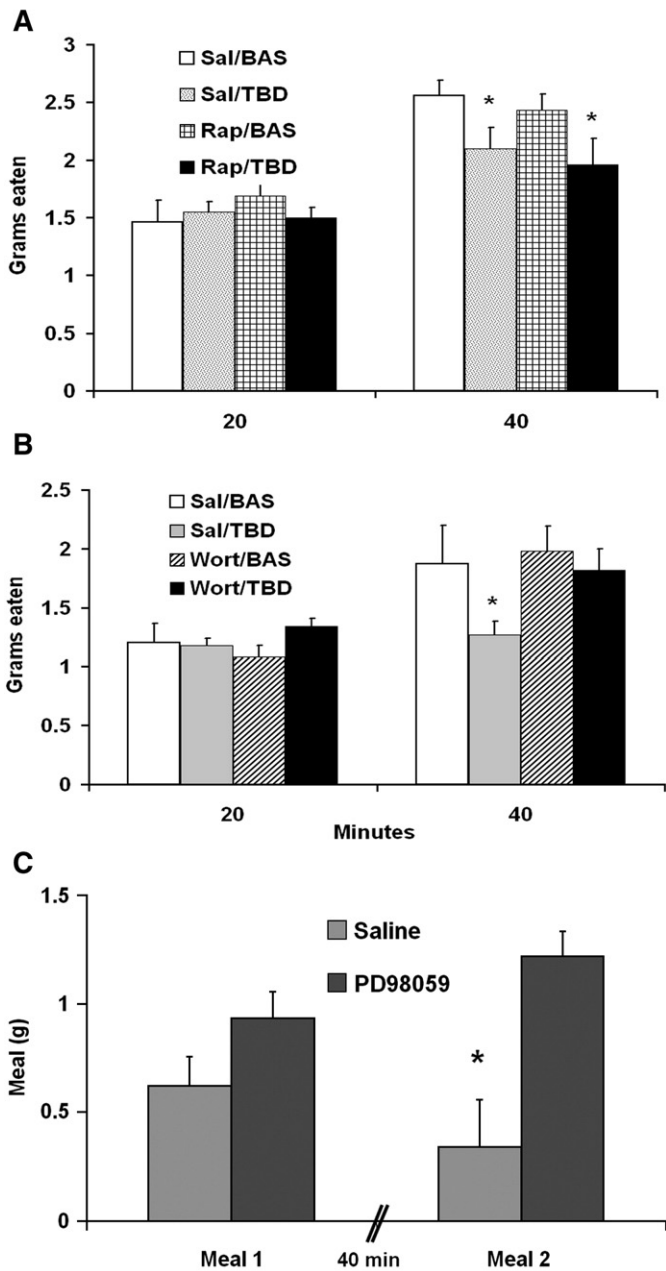 A
Grams eaten
3
2.5
2
1.5
1
0.5
0
Sal/BAS
Sal/TBD
Rap/BAS
Rap/TBD
*
*
20
40
B
Grams eaten
2.5
2
1.5
1
0.5
0
Sal/BAS
Sal/TBD
Wort/BAS
Wort/TBD
*
20
40
Minutes
C
Meal (g)
1.5
1
0.5
0
Saline
PD98059
*
Meal 1
40 min
Meal 2